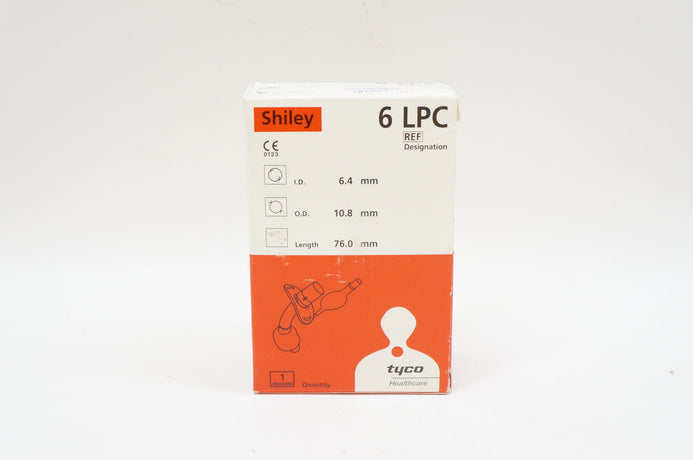 Shiley
6 LPC
REF
Designation
CE
0123
I.D. 6.4 mm
O.D. 10.8 mm
Length 76.0 mm
1
Quantity
tyco
Healthcare